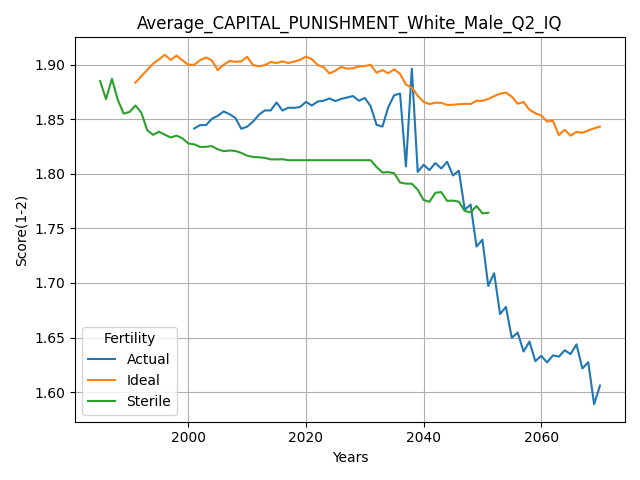 Average_CAPITAL_PUNISHMENT_White_Male_Q2_IQ
Score(1-2)
1.90
1.85
1.80
1.75
1.70
1.65
1.60
Fertility
Actual
Ideal
Sterile
2000 2020 2040 2060
Years